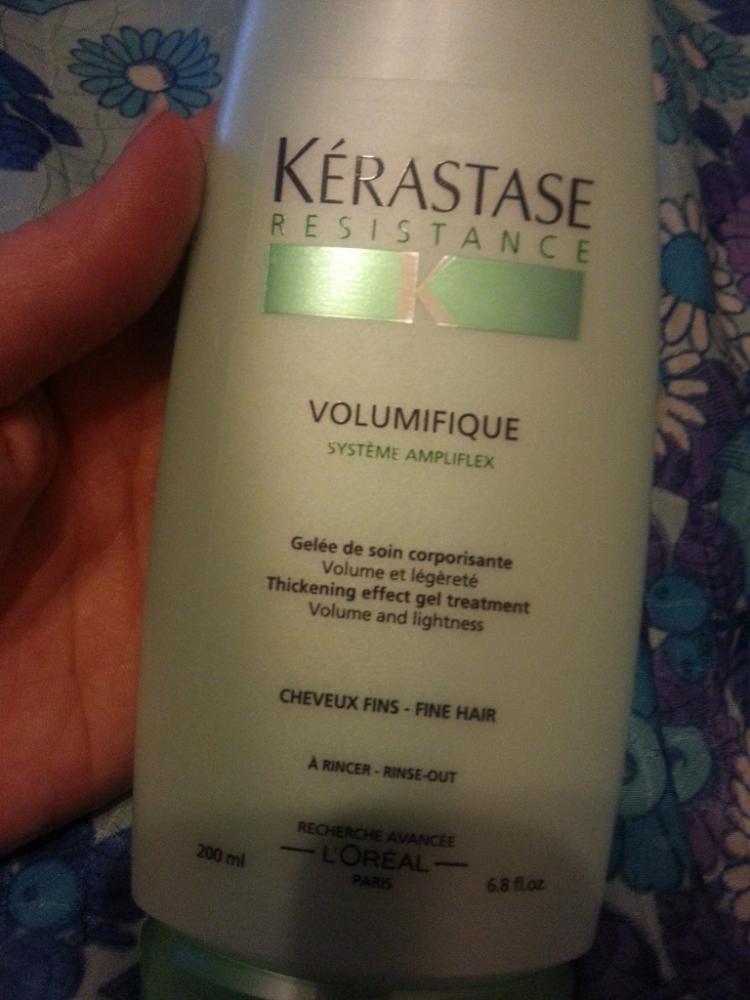 KÉRASTASE
RESISTANCE
K
VOLUMIFIQUE
SYSTÈME AMPLIFLEX
Gelée de soin corporisante
Volume et légèreté
Thickening effect gel treatment
Volume and lightness
CHEVEUX FINS - FINE HAIR
À RINCER - RINSE-OUT
RECHERCHE AVANCÉE
L'ORÉAL
PARIS
200 ml
6.8 fl.oz.